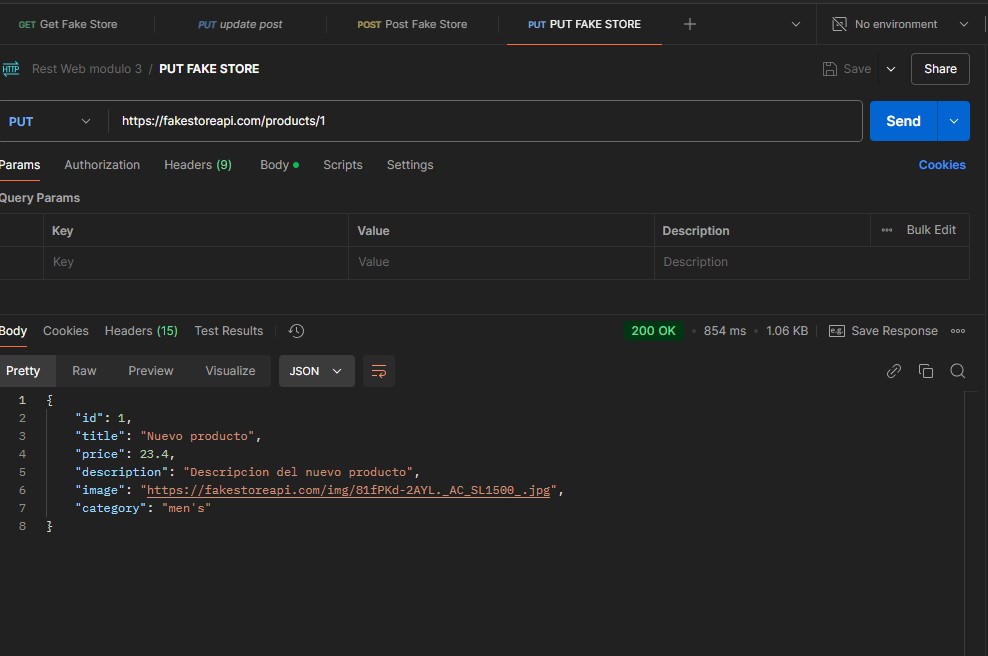 GET Get Fake Store PUT update post POST Post Fake Store PUT PUT FAKE STORE No environment
HTTP Rest Web modulo 3 / PUT FAKE STORE Save Share
PUT https://fakestoreapi.com/products/1 Send
Params Authorization Headers (9) Body Scripts Settings Cookies
Query Params
Key Value Description Bulk Edit
Key Value Description
Body Cookies Headers (15) Test Results 200 OK 854 ms 1.06 KB e.g. Save Response
Pretty Raw Preview Visualize JSON
1 {
2 "id": 1,
3 "title": "Nuevo producto",
4 "price": 23.4,
5 "description": "Descripcion del nuevo producto",
6 "image": "https://fakestoreapi.com/img/81fPKd-2AYL._AC_SL1500_.jpg",
7 "category": "men's"
8 }